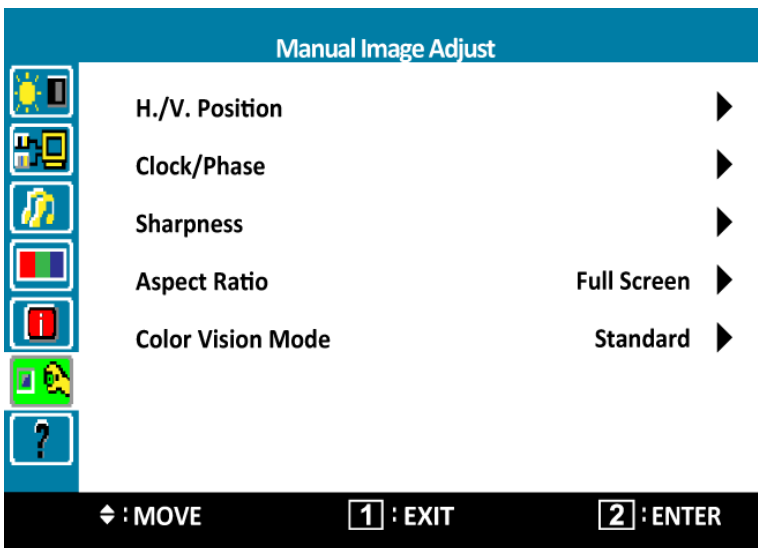 Manual Image Adjust
H./V. Position
Clock/Phase
Sharpness
Aspect Ratio Full Screen
Color Vision Mode Standard
i
?
: MOVE 1 : EXIT 2 : ENTER